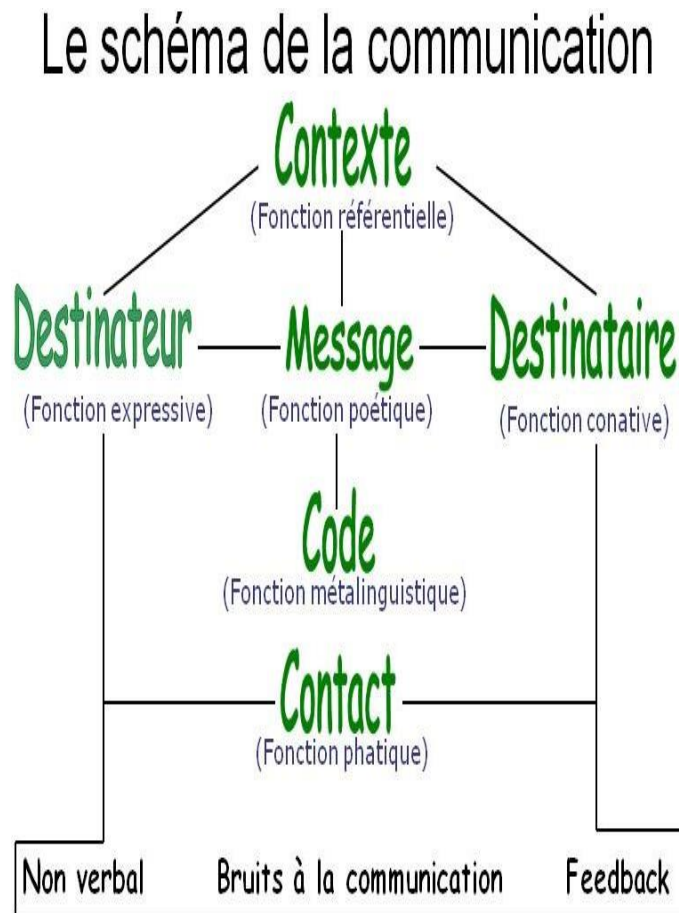 Le schéma de la communication
Contexte
(Fonction référentielle)
Destinateur Message Destinataire
(Fonction expressive) (Fonction poétique) (Fonction conative)
Code
(Fonction métalinguistique)
Contact
(Fonction phatique)
Non verbal Bruits à la communication Feedback